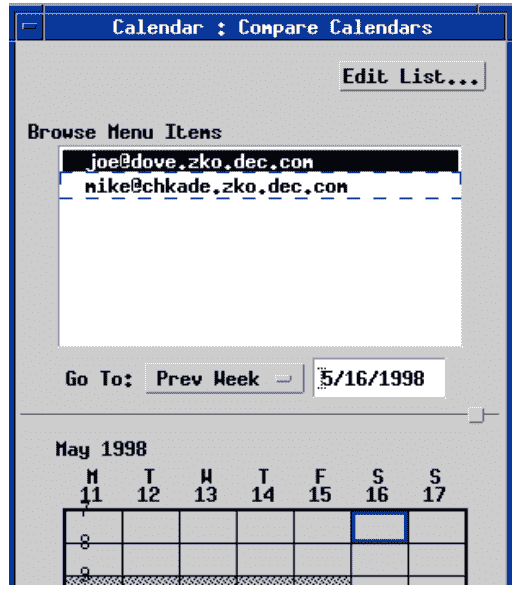 Calendar : Compare Calendars
Edit List...
Browse Menu Items
joe@dove.zko.dec.com
mike@chkade.zko.dec.com
Go To: Prev Week 5/16/1998
May 1998
M T W T F S S
11 12 13 14 15 16 17
7
8
9